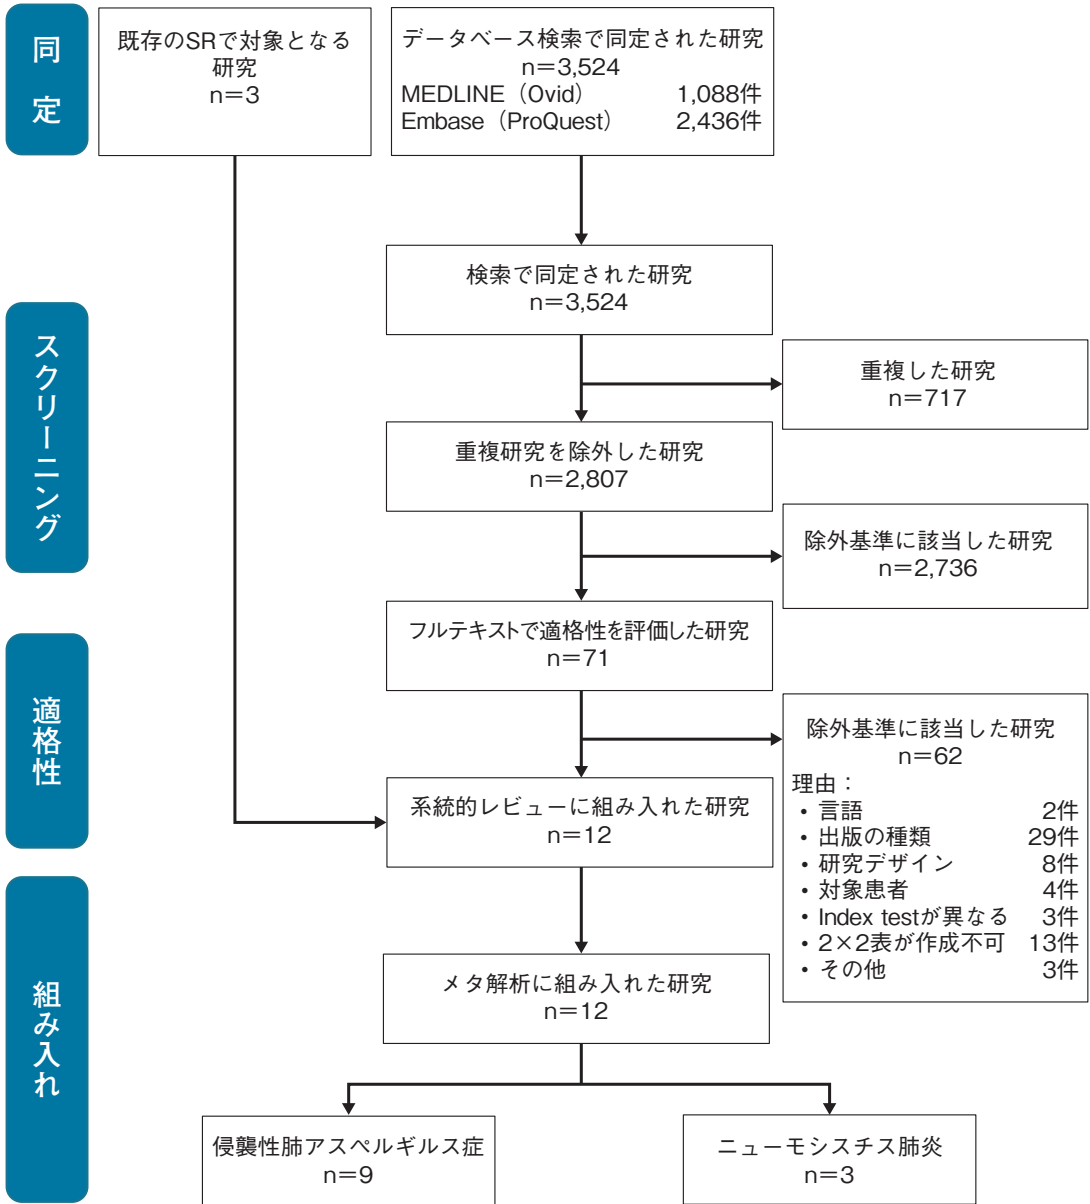 同定
既存のSRで対象となる
研究
n＝3
データベース検索で同定された研究
n＝3,524
MEDLINE（Ovid） 1,088件
Embase（ProQuest） 2,436件
スクリーニング
検索で同定された研究
n＝3,524
重複した研究
n＝717
重複研究を除外した研究
n＝2,807
除外基準に該当した研究
n＝2,736
適格性
フルテキストで適格性を評価した研究
n＝71
除外基準に該当した研究
n＝62
理由：
・言語 2件
・出版の種類 29件
・研究デザイン 8件
・対象患者 4件
・Index testが異なる 3件
・2×2表が作成不可 13件
・その他 3件
系統的レビューに組み入れた研究
n＝12
組み入れ
メタ解析に組み入れた研究
n＝12
侵襲性肺アスペルギルス症
n＝9
ニューモシスチス肺炎
n＝3